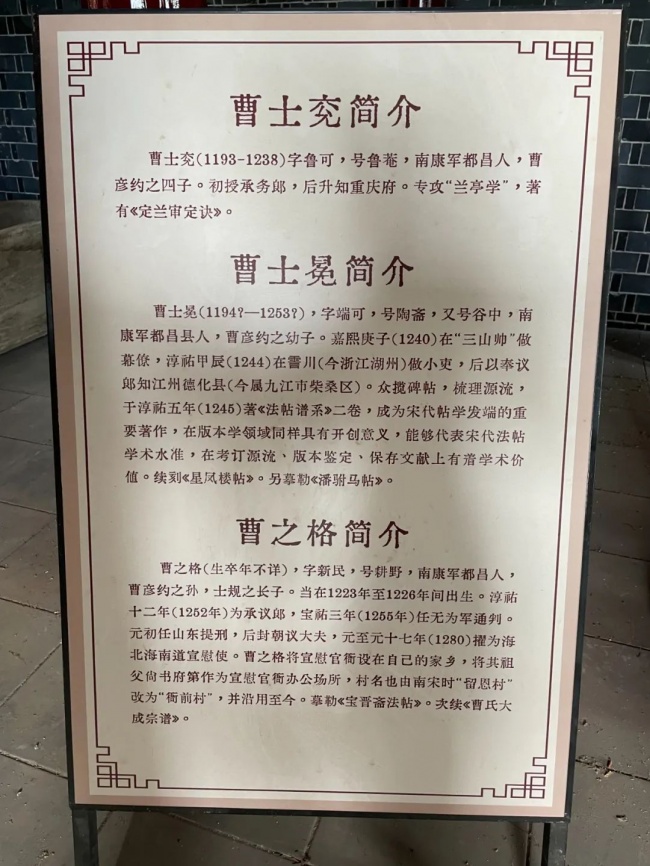 曹士兖简介
曹士兖(1193-1238)字鲁可，号鲁菴，南康军都昌人，曹
彦约之四子。初授承务郎，后升知重庆府。专攻“兰亭学”，著
有《定兰审定诀》。
曹士冕简介
曹士冕(1194?—1253?)，字端可，号陶斋，又号谷中，南
康军都昌县人，曹彦约之幼子。嘉熙庚子(1240)在“三山帅”做
幕僚，淳祐甲辰(1244)在霅川(今浙江湖州)做小吏，后以奉议
郎知江州德化县(今属九江市柴桑区)。众揽碑帖，梳理源流，
于淳祐五年(1245)著《法帖谱系》二卷，成为宋代帖学发端的重
要著作，在版本学领域同样具有开创意义，能够代表宋代法帖
学术水准，在考订源流、版本鉴定、保存文献上有着学术价
值。续刻《星凤楼帖》。另摹勒《潘驸马帖》。
曹之格简介
曹之格(生卒年不详)，字新民，号耕野，南康军都昌人，
曹彦约之孙，士规之长子。当在1223年至1226年间出生。淳祐
十二年(1252年)为承议郎，宝祐三年(1255年)任无为军通判。
元初任山东提刑，后封朝议大夫，元至元十七年(1280)擢为海
北海南道宣慰使。曹之格将宣慰官衙设在自己的家乡，将其祖
父尚书府第作为宣慰官衙办公场所，村名也由南宋时“留恩村”
改为“衙前村”，并沿用至今。摹勒《宝晋斋法帖》。次续《曹氏大
成宗谱》。